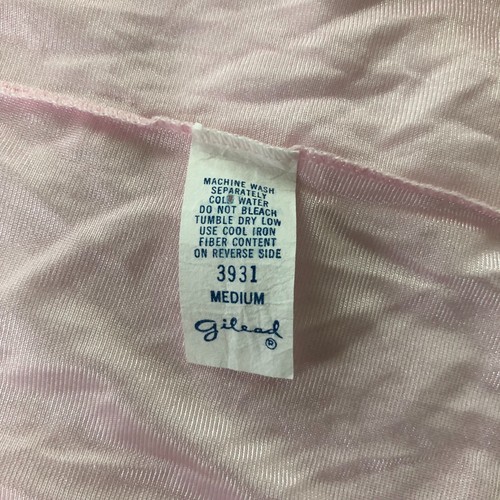 MACHINE WASH
SEPARATELY
COLD WATER
DO NOT BLEACH
TUMBLE DRY LOW
USE COOL IRON
FIBER CONTENT
ON REVERSE SIDE
3931
MEDIUM
gilead
®